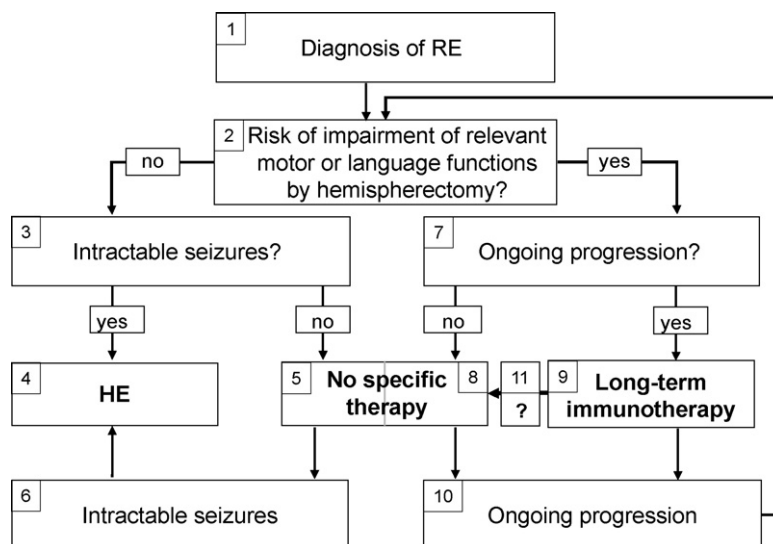 1
Diagnosis of RE
2
Risk of impairment of relevant
motor or language functions
by hemispherectomy?
no
yes
3
Intractable seizures?
7
Ongoing progression?
yes
no
no
yes
4
HE
5
No specific
therapy
8
11
?
9
Long-term
immunotherapy
6
Intractable seizures
10
Ongoing progression